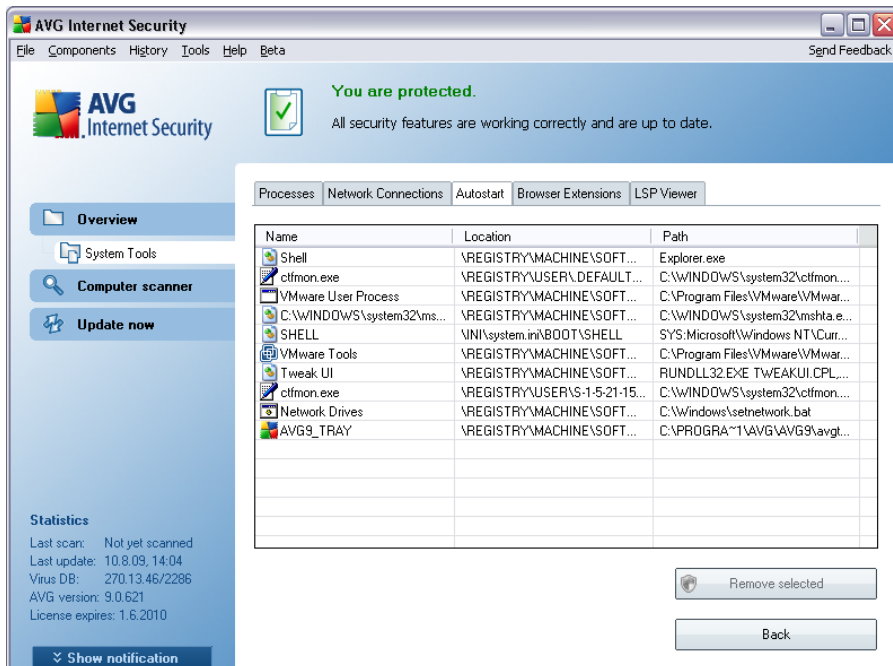 AVG Internet Security
File Components History Tools Help Beta Send Feedback
AVG
Internet Security
You are protected.
All security features are working correctly and are up to date.
Overview
System Tools
Computer scanner
Update now
Processes Network Connections Autostart Browser Extensions LSP Viewer
Name Location Path
Shell \REGISTRY\MACHINE\SOFT... Explorer.exe
ctfmon.exe \REGISTRY\USER\.DEFAULT... C:\WINDOWS\system32\ctfmon....
VMware User Process \REGISTRY\MACHINE\SOFT... C:\Program Files\VMware\VMwar...
C:\WINDOWS\system32\ms... \REGISTRY\MACHINE\SOFT... C:\WINDOWS\system32\mshta.e...
SHELL \INI\system.ini\BOOT\SHELL SYS:Microsoft\Windows NT\Curr...
VMware Tools \REGISTRY\MACHINE\SOFT... C:\Program Files\VMware\VMwar...
Tweak UI \REGISTRY\MACHINE\SOFT... RUNDLL32.EXE TWEAKUI.CPL,...
ctfmon.exe \REGISTRY\USER\S-1-5-21-15... C:\WINDOWS\system32\ctfmon....
Network Drives \REGISTRY\MACHINE\SOFT... C:\Windows\setnetwork.bat
AVG9_TRAY \REGISTRY\MACHINE\SOFT... C:\PROGRA~1\AVG\AVG9\avgt...
Statistics
Last scan: Not yet scanned
Last update: 10.8.09, 14:04
Virus DB: 270.13.46/2286
AVG version: 9.0.621
License expires: 1.6.2010
Show notification
Remove selected
Back